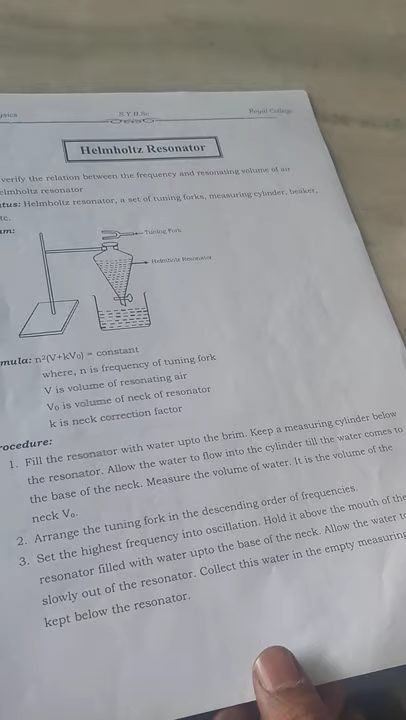 S.Y.B.Sc Royal College
Helmholtz Resonator
verify the relation between the frequency and resonating volume of air
elmholtz resonator
atus: Helmholtz resonator, a set of tuning forks, measuring cylinder, beaker,
tc.
am:
Tuning Fork
Helmholtz Resonator
mula: n²(V+kV₀) = constant
where, n is frequency of tuning fork
V is volume of resonating air
V₀ is volume of neck of resonator
k is neck correction factor
rocedure:
1. Fill the resonator with water upto the brim. Keep a measuring cylinder below
the resonator. Allow the water to flow into the cylinder till the water comes to
the base of the neck. Measure the volume of water. It is the volume of the
neck V₀.
2. Arrange the tuning fork in the descending order of frequencies.
3. Set the highest frequency into oscillation. Hold it above the mouth of the
resonator filled with water upto the base of the neck. Allow the water to
slowly out of the resonator. Collect this water in the empty measuring
kept below the resonator.